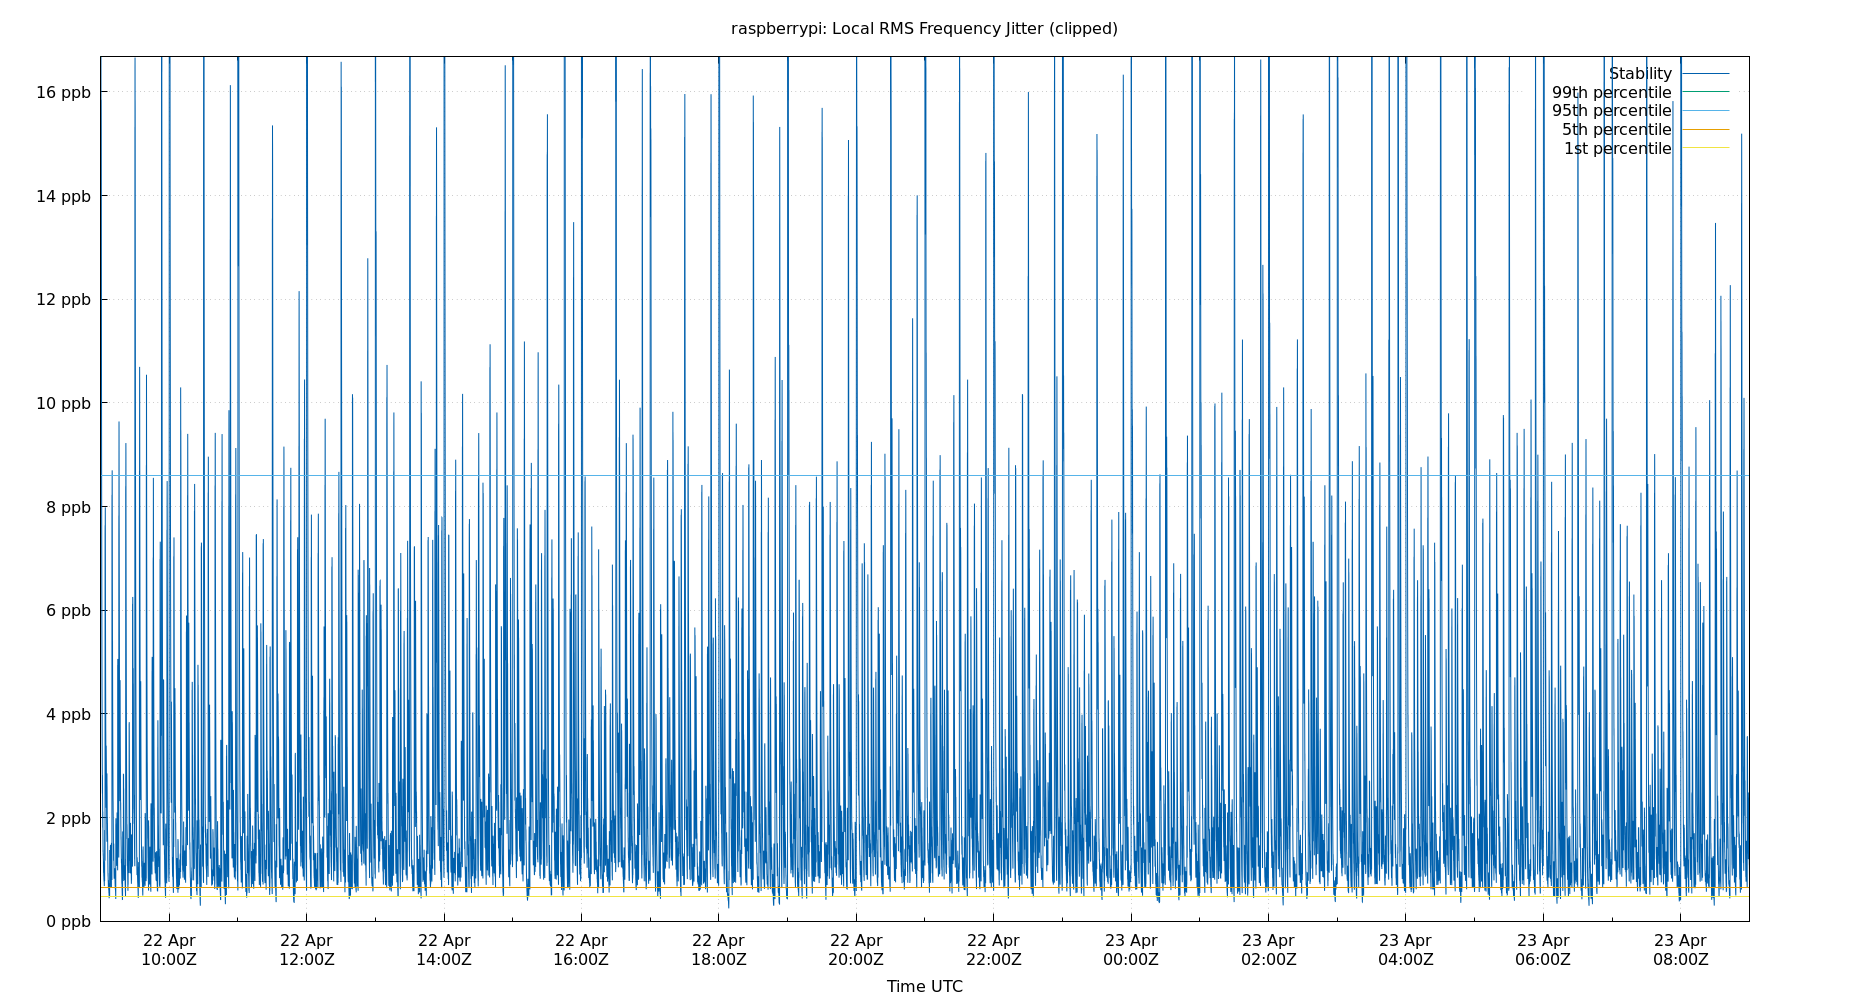 raspberrypi: Local RMS Frequency Jitter (clipped)
Stability
99th percentile
95th percentile
5th percentile
1st percentile
16 ppb
14 ppb
12 ppb
10 ppb
8 ppb
6 ppb
4 ppb
2 ppb
0 ppb
22 Apr 22 Apr 22 Apr 22 Apr 22 Apr 22 Apr 22 Apr 23 Apr 23 Apr 23 Apr 23 Apr 23 Apr
10:00Z 12:00Z 14:00Z 16:00Z 18:00Z 20:00Z 22:00Z 00:00Z 02:00Z 04:00Z 06:00Z 08:00Z
Time UTC